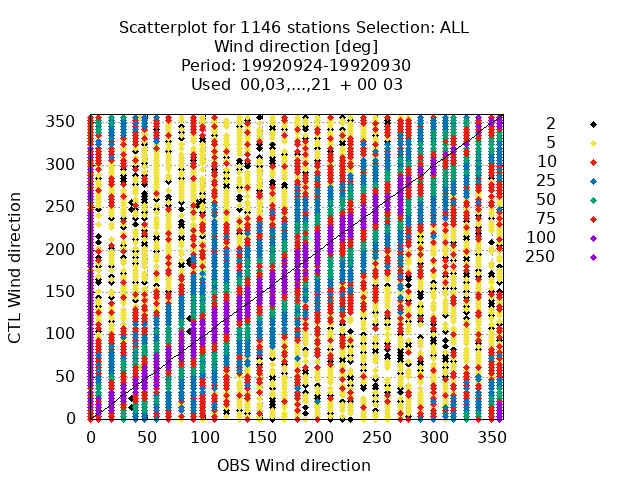 Scatterplot for 1146 stations Selection: ALL
Wind direction [deg]
Period: 19920924-19920930
Used 00,03,...,21 + 00 03
350
300
250
200
150
100
50
0
CTL Wind direction
0 50 100 150 200 250 300 350
OBS Wind direction
2
5
10
25
50
75
100
250